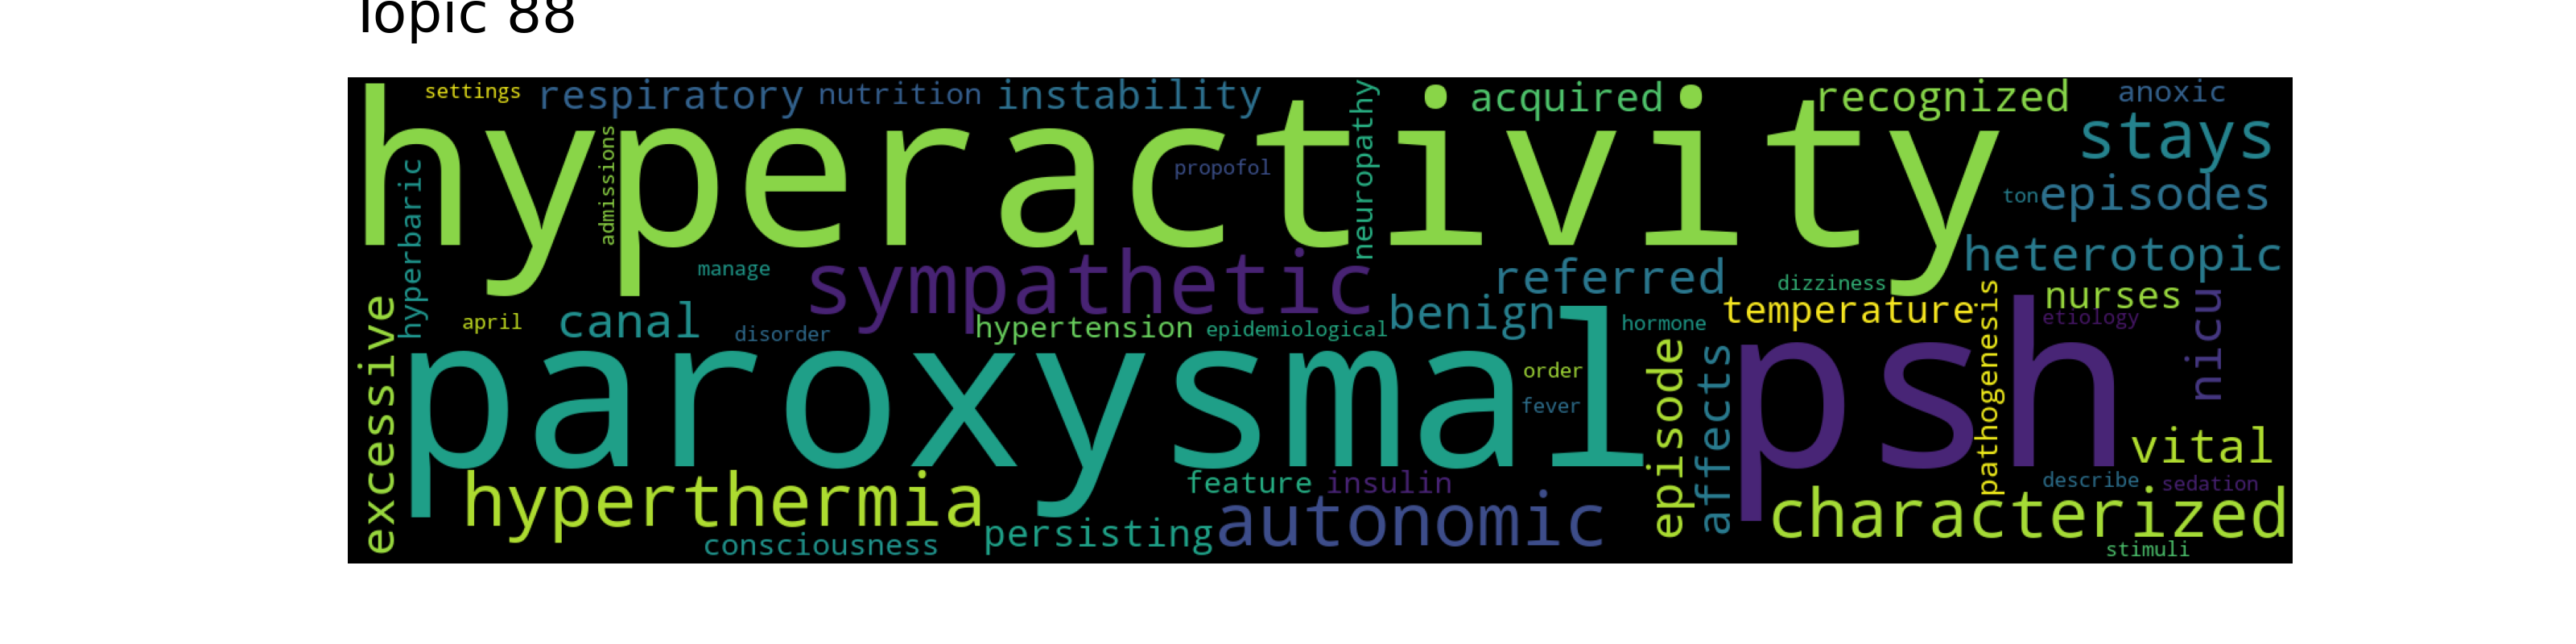 Topic 88
settings respiratory nutrition instability acquired recognized anoxic
hyperactivity
stays
admissions
hyperbaric
neuropathy
propofol
ton episodes
heterotopic
sympathetic
manage
referred
dizziness
temperature
nurses
excessive
april
canal
disorder
hypertension
epidemiological
benign
hormone
etiology
nicu
paroxysmal
order
fever
episode
affects
psh
pathogenesis
vital
hyperthermia
feature
insulin
describe
sedation
characterized
consciousness
persisting
autonomic
stimuli